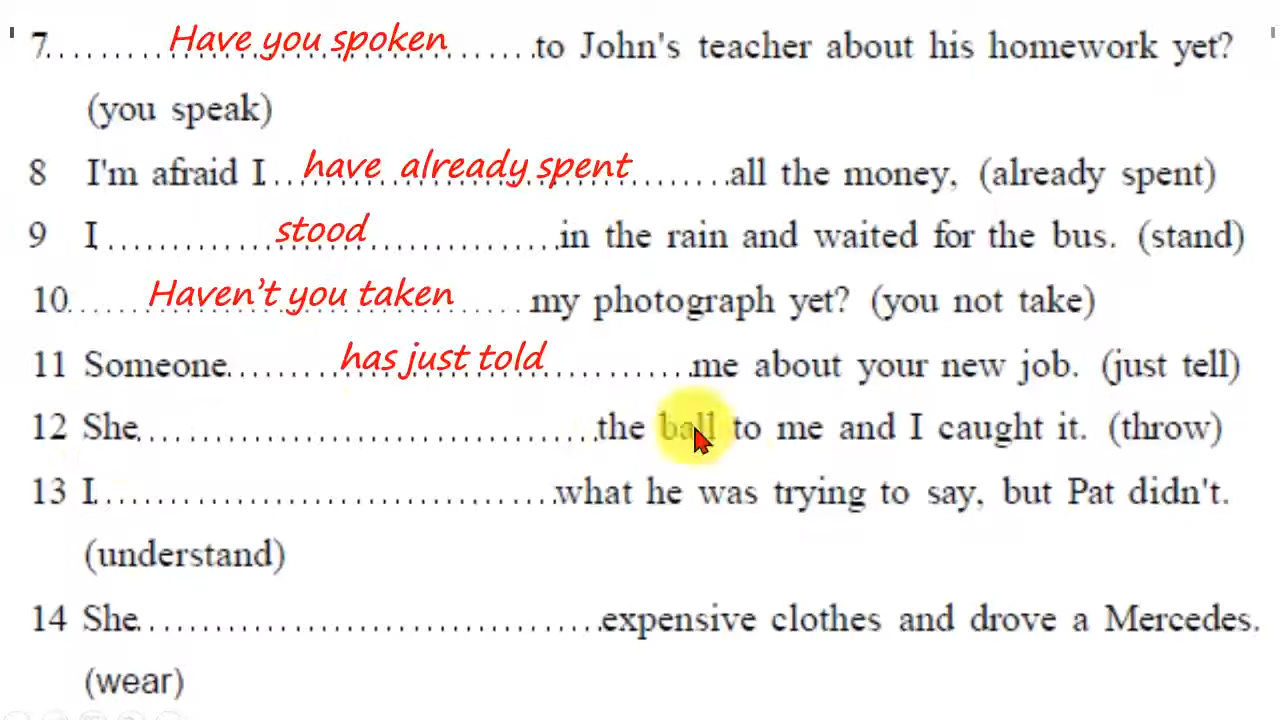 7. Have you spoken to John's teacher about his homework yet?
(you speak)
8 I'm afraid I have already spent all the money, (already spent)
9 I stood in the rain and waited for the bus. (stand)
10 Haven't you taken my photograph yet? (you not take)
11 Someone has just told me about your new job. (just tell)
12 She the ball to me and I caught it. (throw)
13 I what he was trying to say, but Pat didn't.
(understand)
14 She expensive clothes and drove a Mercedes.
(wear)